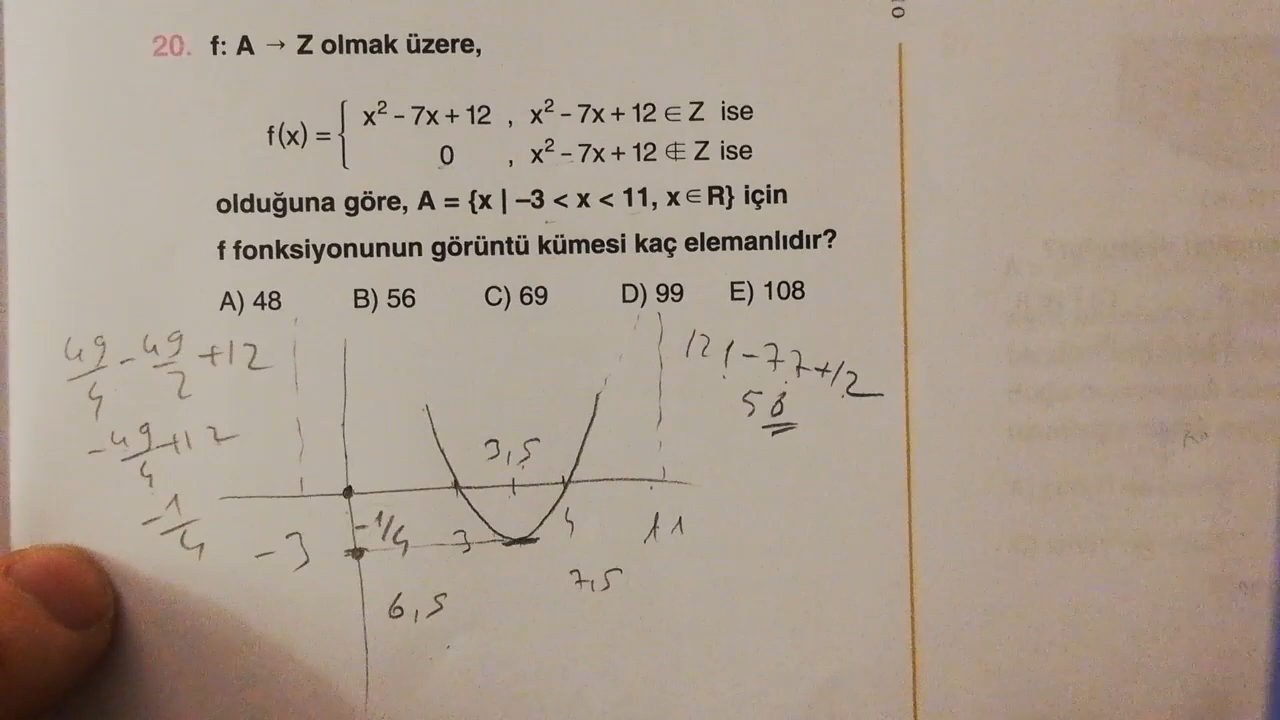 20. f: A → Z olmak üzere,
f(x) = { x² - 7x + 12 , x² - 7x + 12 ∈ Z ise
0 , x² - 7x + 12 ∉ Z ise
olduğuna göre, A = {x | -3 < x < 11, x ∈ R} için
f fonksiyonunun görüntü kümesi kaç elemanlıdır?
A) 48 B) 56 C) 69 D) 99 E) 108
49/4 - 49/2 + 12
-49/4 + 12
-1/4
121 - 77 + 12
3,5
-3 -1/4 3 4 11
6,5 7,5